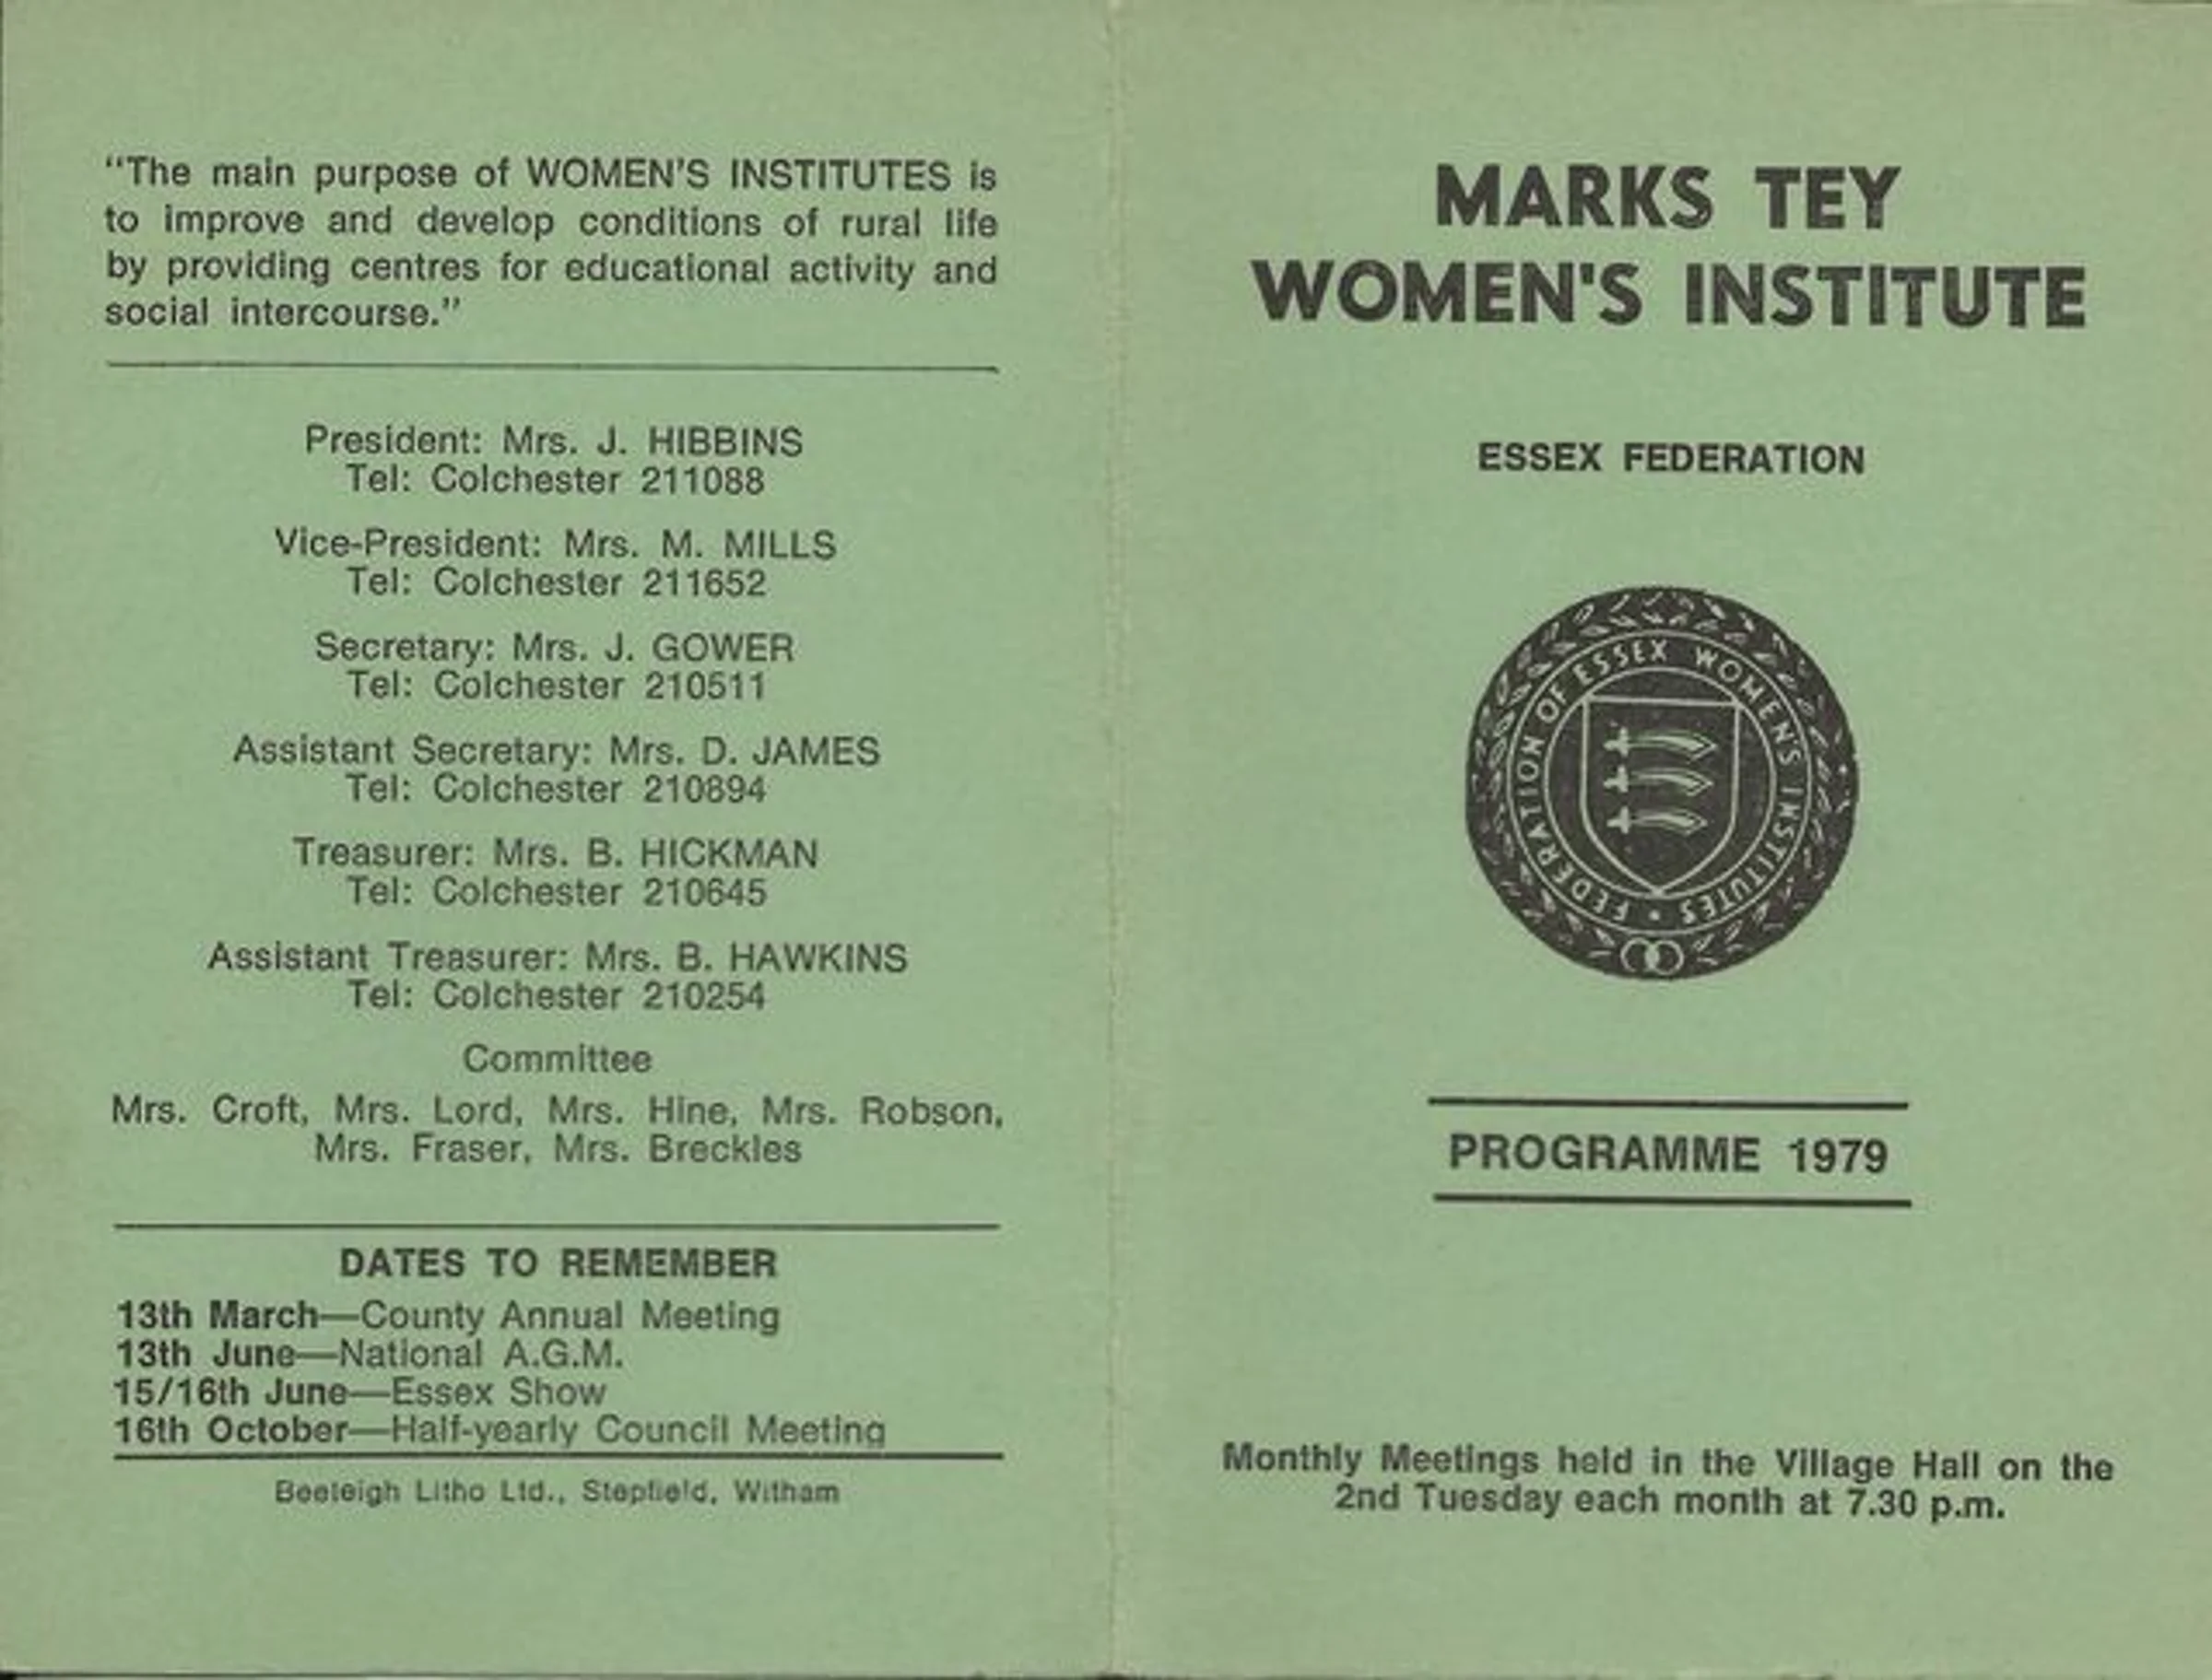 "The main purpose of WOMEN'S INSTITUTES is
to improve and develop conditions of rural life
by providing centres for educational activity and
social intercourse."
President: Mrs. J. HIBBINS
Tel: Colchester 211088
Vice-President: Mrs. M. MILLS
Tel: Colchester 211652
Secretary: Mrs. J. GOWER
Tel: Colchester 210511
Assistant Secretary: Mrs. D. JAMES
Tel: Colchester 210894
Treasurer: Mrs. B. HICKMAN
Tel: Colchester 210645
Assistant Treasurer: Mrs. B. HAWKINS
Tel: Colchester 210254
Committee
Mrs. Croft, Mrs. Lord, Mrs. Hine, Mrs. Robson,
Mrs. Fraser, Mrs. Breckles
DATES TO REMEMBER
13th March—County Annual Meeting
13th June—National A.G.M.
15/16th June—Essex Show
16th October—Half-yearly Council Meeting
Beeleigh Litho Ltd., Stepfield, Witham
MARKS TEY
WOMEN'S INSTITUTE
ESSEX FEDERATION
FEDERATION OF ESSEX WOMEN'S INSTITUTES •
PROGRAMME 1979
Monthly Meetings held in the Village Hall on the
2nd Tuesday each month at 7.30 p.m.